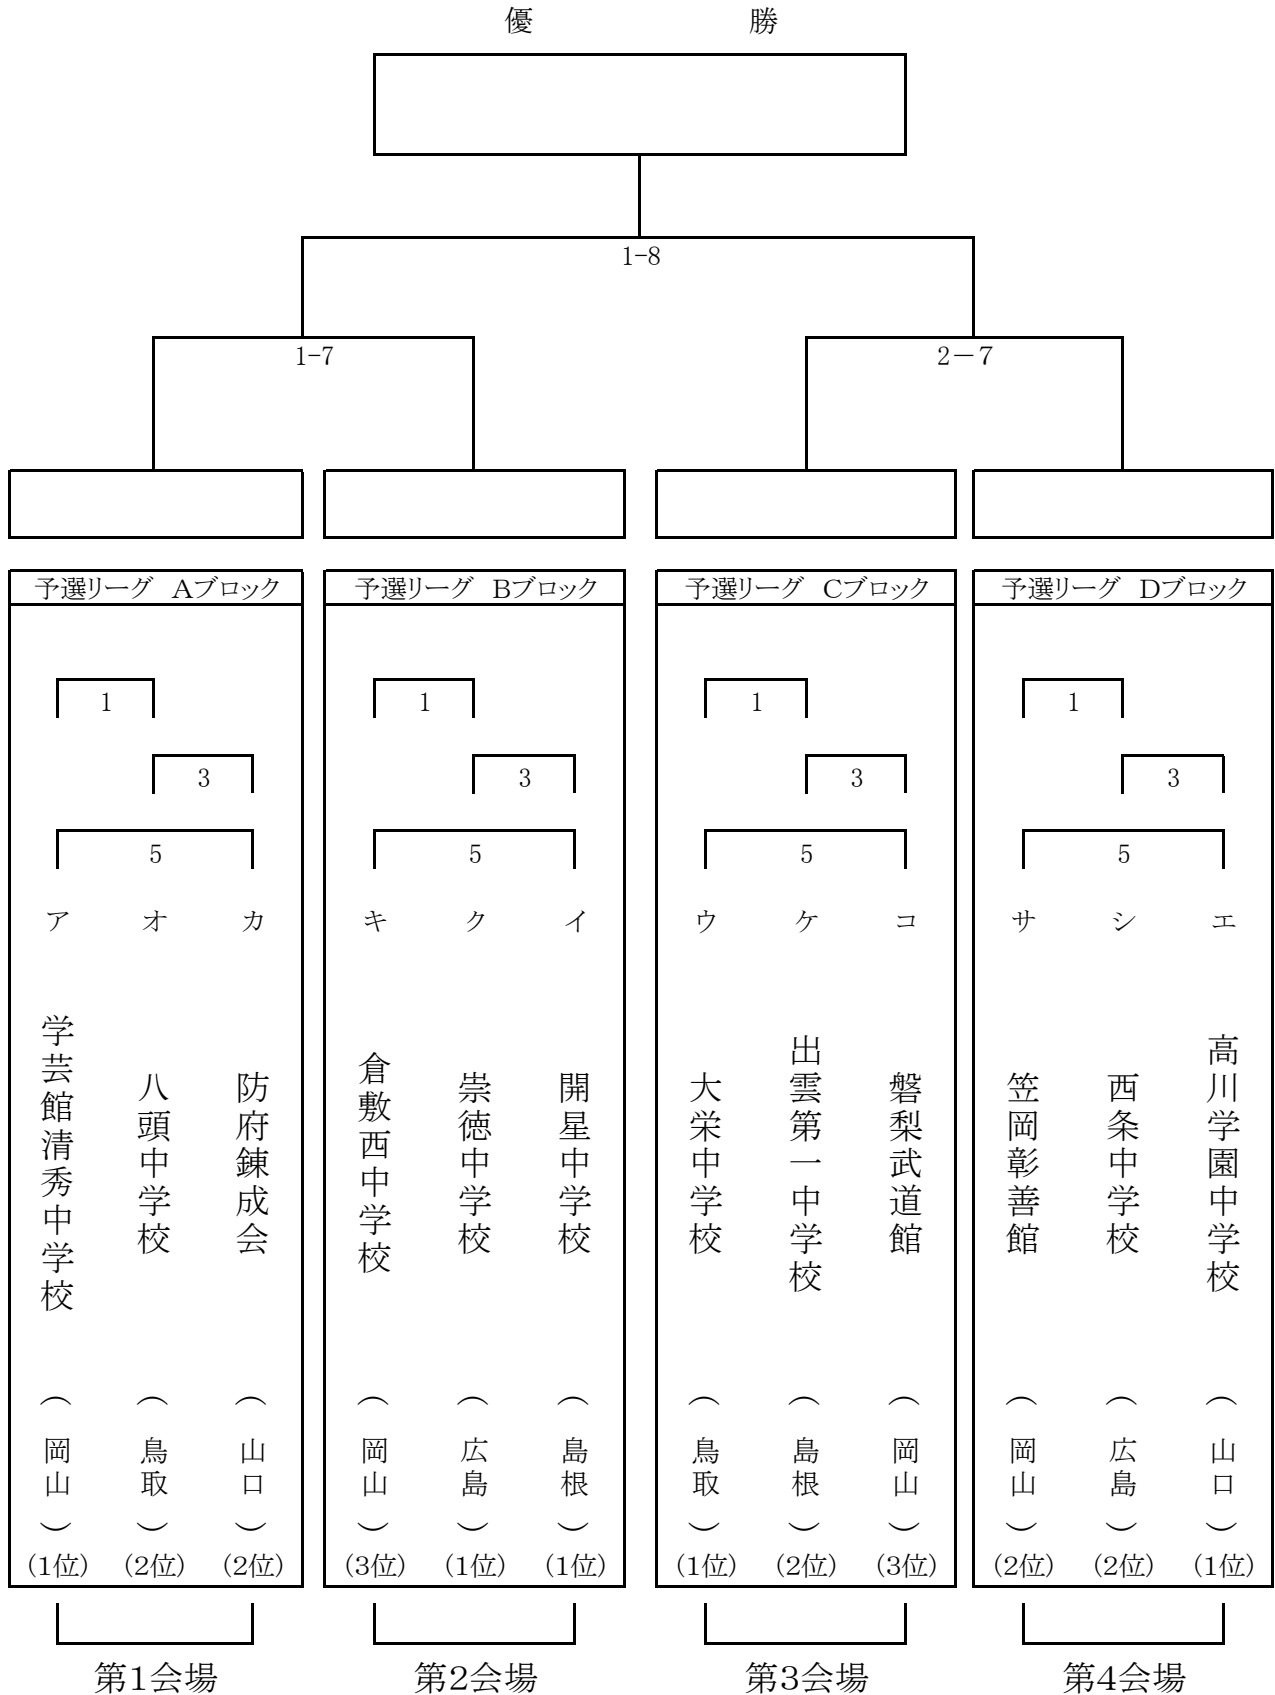 優 勝
1-8
1-7
2－7
予選リーグ Aブロック
予選リーグ Bブロック
予選リーグ Cブロック
予選リーグ Dブロック
1
1
1
1
3
3
3
3
5
5
5
5
ア
オ
カ
キ
ク
イ
ウ
ケ
コ
サ
シ
エ
学芸館清秀中学校
八頭中学校
防府錬成会
倉敷西中学校
崇徳中学校
開星中学校
大栄中学校
出雲第一中学校
磐梨武道館
笠岡彰善館
西条中学校
高川学園中学校
（岡山）
（鳥取）
（山口）
（岡山）
（広島）
（島根）
（鳥取）
（島根）
（岡山）
（岡山）
（広島）
（山口）
(1位)
(2位)
(2位)
(3位)
(1位)
(1位)
(1位)
(2位)
(3位)
(2位)
(2位)
(1位)
第1会場
第2会場
第3会場
第4会場